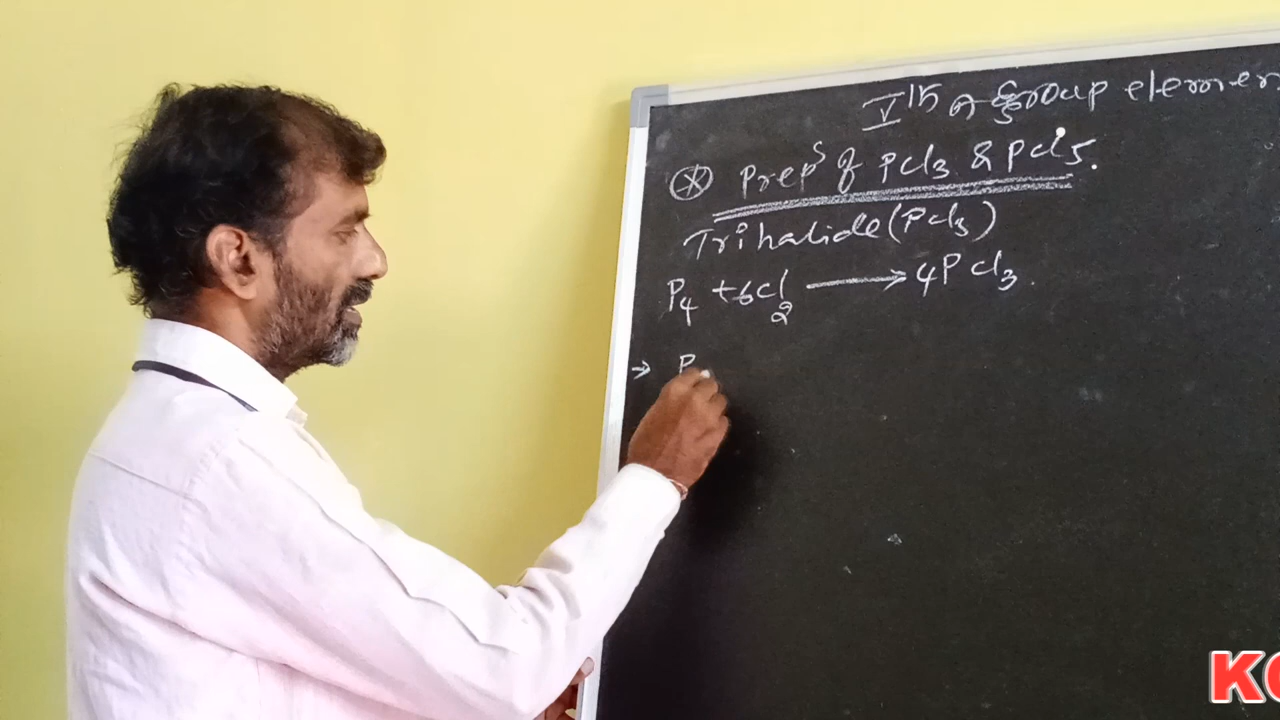 Vth A Group elemen
* Preps of PCl3 & PCl5.
Trihalide (PCl3)
P4 + 6Cl2 → 4PCl3.
→ P
KC